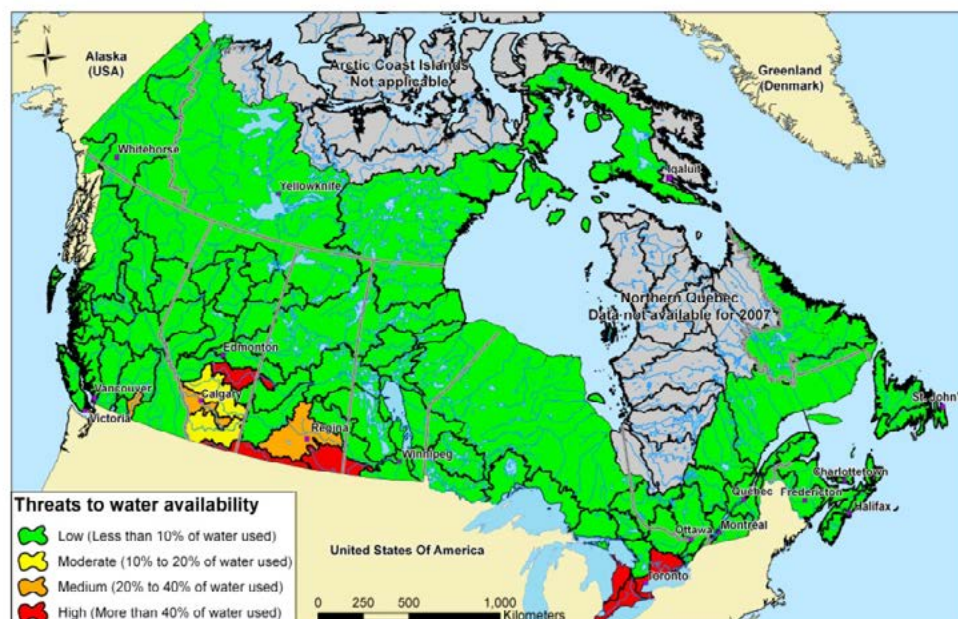 N
Alaska
(USA)
Arctic Coast Islands
Not applicable
Greenland
(Denmark)
Whitehorse
Iqaluit
Yellowknife
Northern Quebec
Data not available for 2007
Edmonton
Calgary
Vancouver
Victoria
Regina
Winnipeg
St. John'
Charlottetown
Québec
Fredericton
Halifax
Ottawa
Montréal
Toronto
United States Of America
Threats to water availability
Low (Less than 10% of water used)
Moderate (10% to 20% of water used)
Medium (20% to 40% of water used)
High (More than 40% of water used)
0 250 500 1,000
Kilometers